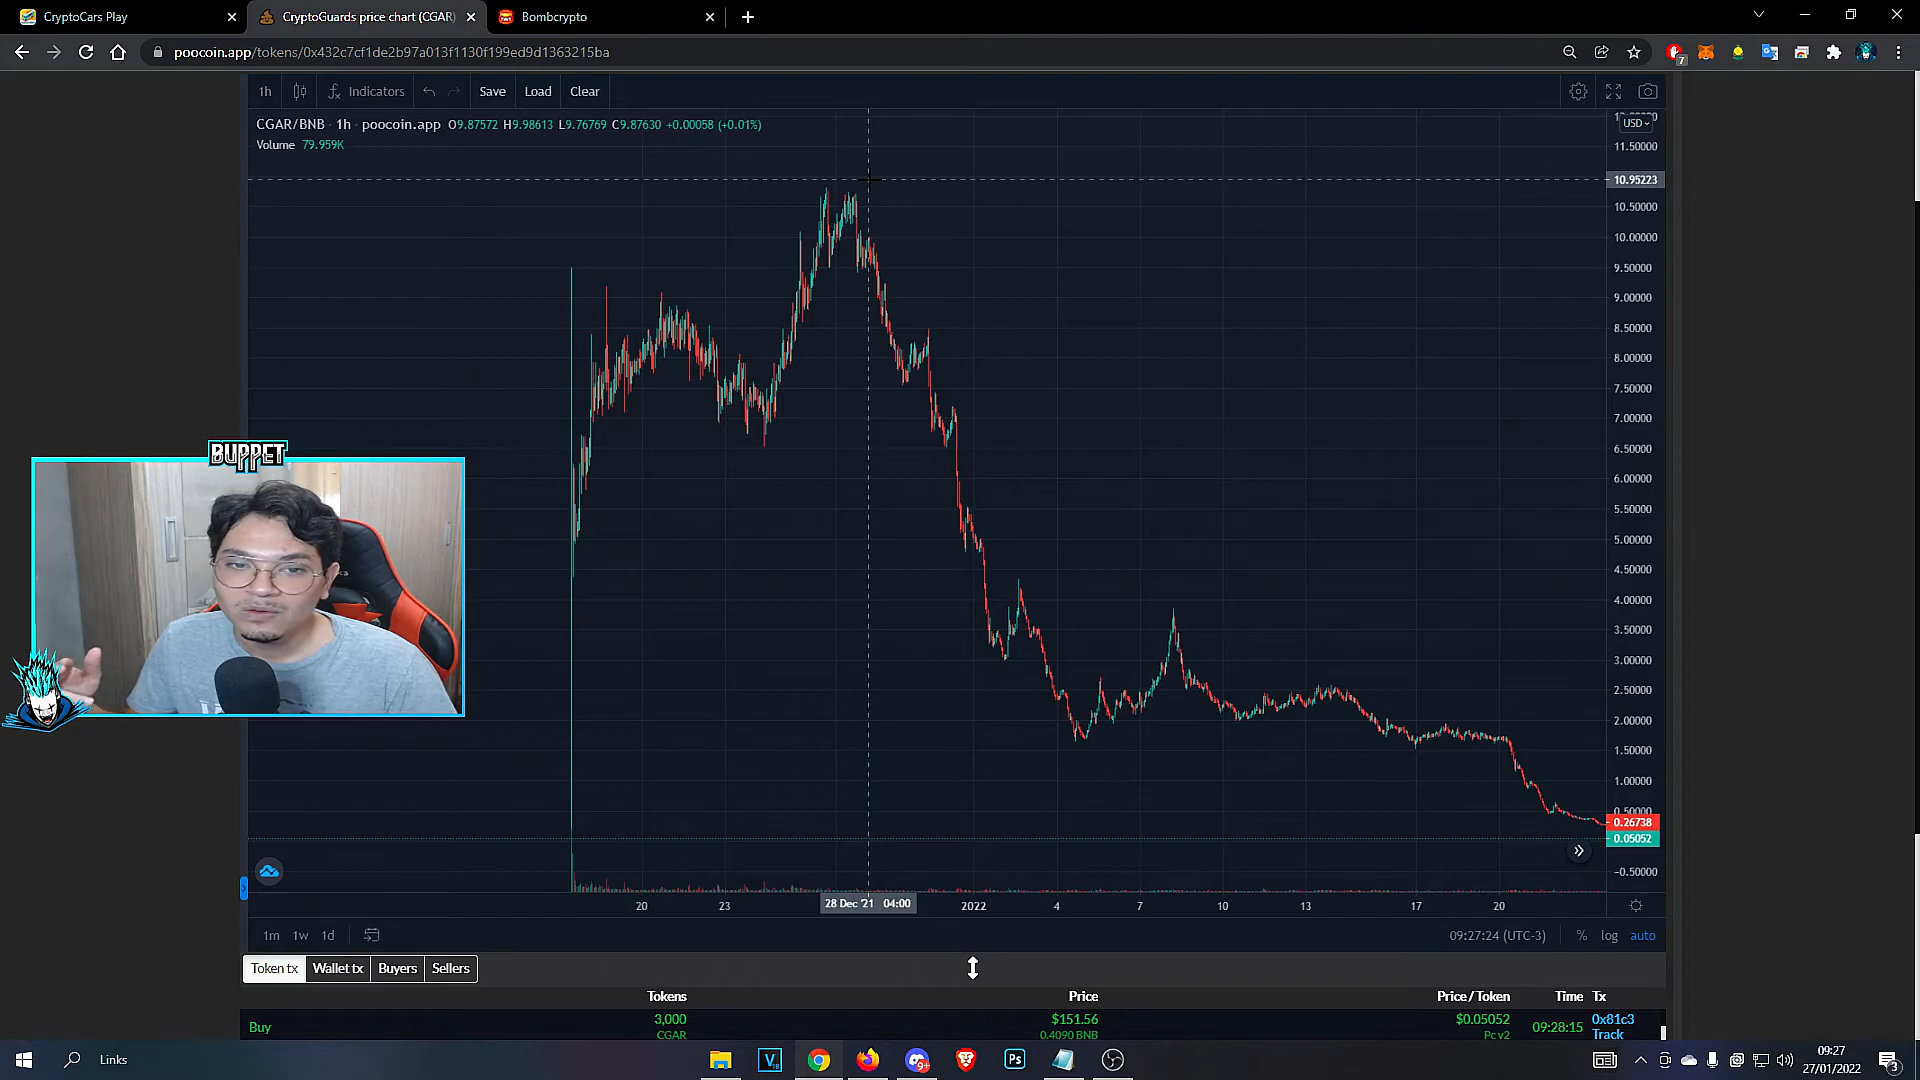 CryptoCars Play
CryptoGuards price chart (CGAR)
Bombcrypto
poocoin.app/tokens/0x432c7cf1de2b97a013f1130f199ed9d1363215ba
7
1h
Indicators
Save
Load
Clear
CGAR/BNB · 1h · poocoin.app O9.87572 H9.98613 L9.76769 C9.87630 +0.00058 (+0.01%)
Volume 79.959K
USD
11.50000
10.95223
10.50000
10.00000
9.50000
9.00000
8.50000
8.00000
7.50000
7.00000
6.50000
6.00000
5.50000
5.00000
4.50000
4.00000
3.50000
3.00000
2.50000
2.00000
1.50000
1.00000
0.50000
0.26738
0.05052
−0.50000
BUPPET
20 23 28 Dec '21 04:00 2022 4 7 10 13 17 20
1m 1w 1d
09:27:24 (UTC-3) % log auto
Token tx Wallet tx Buyers Sellers
Tokens Price Price/Token Time Tx
Buy 3,000 $151.56 $0.05052 09:28:15 0x81c3
CGAR 0.4090 BNB Pc v2 Track
Links
Ps
9+
09:27
27/01/2022
3